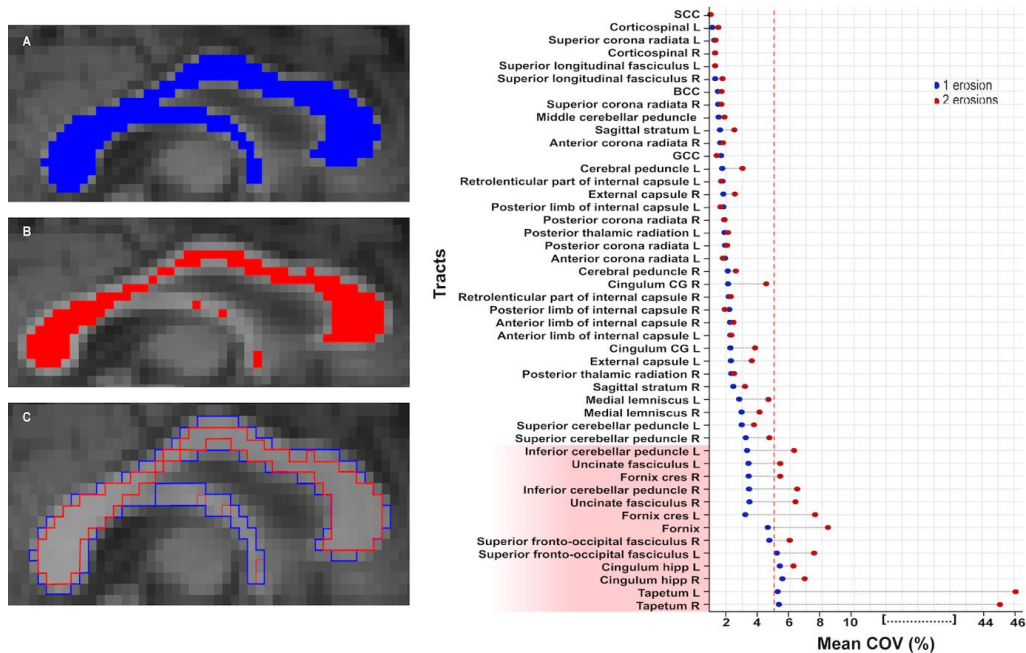 A
B
C
Tracts
SCC
Corticospinal L
Superior corona radiata L
Corticospinal R
Superior longitudinal fasciculus L
Superior longitudinal fasciculus R
BCC
Superior corona radiata R
Middle cerebellar peduncle
Sagittal stratum L
Anterior corona radiata R
GCC
Cerebral peduncle L
Retrolenticular part of internal capsule L
External capsule R
Posterior limb of internal capsule L
Posterior corona radiata R
Posterior thalamic radiation L
Posterior corona radiata L
Anterior corona radiata L
Cerebral peduncle R
Cingulum CG R
Retrolenticular part of internal capsule R
Posterior limb of internal capsule R
Anterior limb of internal capsule R
Anterior limb of internal capsule L
Cingulum CG L
External capsule L
Posterior thalamic radiation R
Sagittal stratum R
Medial lemniscus L
Medial lemniscus R
Superior cerebellar peduncle L
Superior cerebellar peduncle R
Inferior cerebellar peduncle L
Uncinate fasciculus L
Fornix cres R
Inferior cerebellar peduncle R
Uncinate fasciculus R
Fornix cres L
Fornix
Superior fronto-occipital fasciculus R
Superior fronto-occipital fasciculus L
Cingulum hipp L
Cingulum hipp R
Tapetum L
Tapetum R
1 erosion
2 erosions
2 4 6 8 10 [..............] 44 46
Mean COV (%)